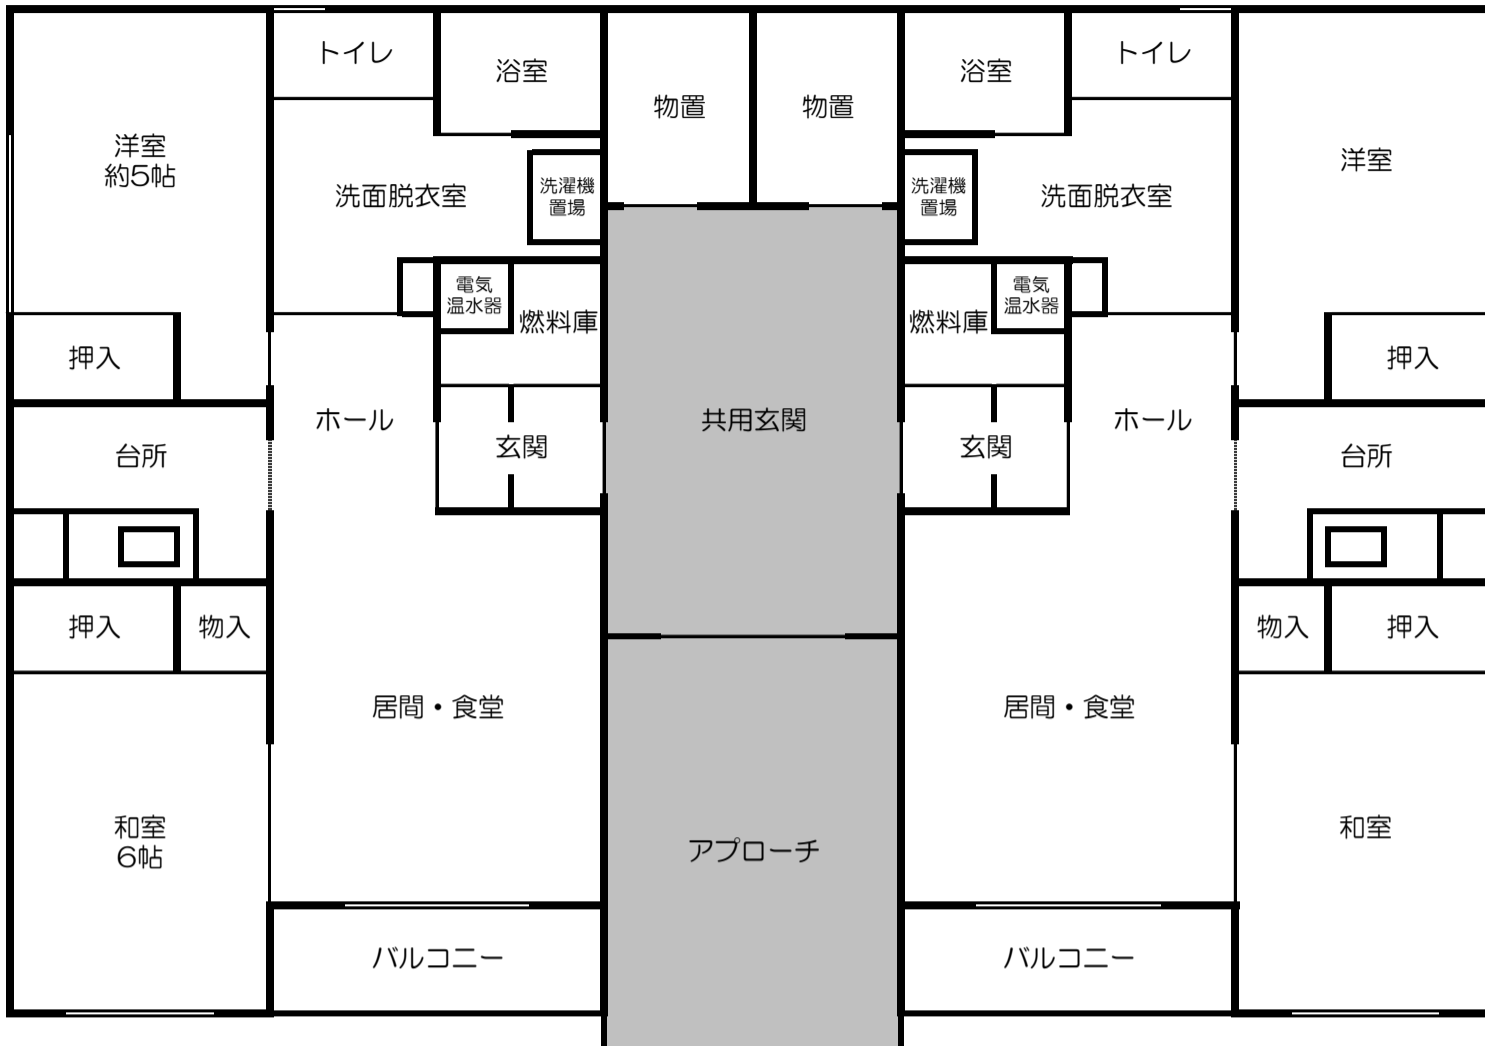 トイレ
浴室
物置
物置
浴室
トイレ
洋室
約5帖
洗面脱衣室
洗濯機
置場
洗濯機
置場
洗面脱衣室
洋室
電気
温水器
燃料庫
燃料庫
電気
温水器
押入
押入
ホール
玄関
共用玄関
玄関
ホール
台所
台所
押入
物入
物入
押入
居間・食堂
居間・食堂
和室
6帖
アプローチ
和室
バルコニー
バルコニー